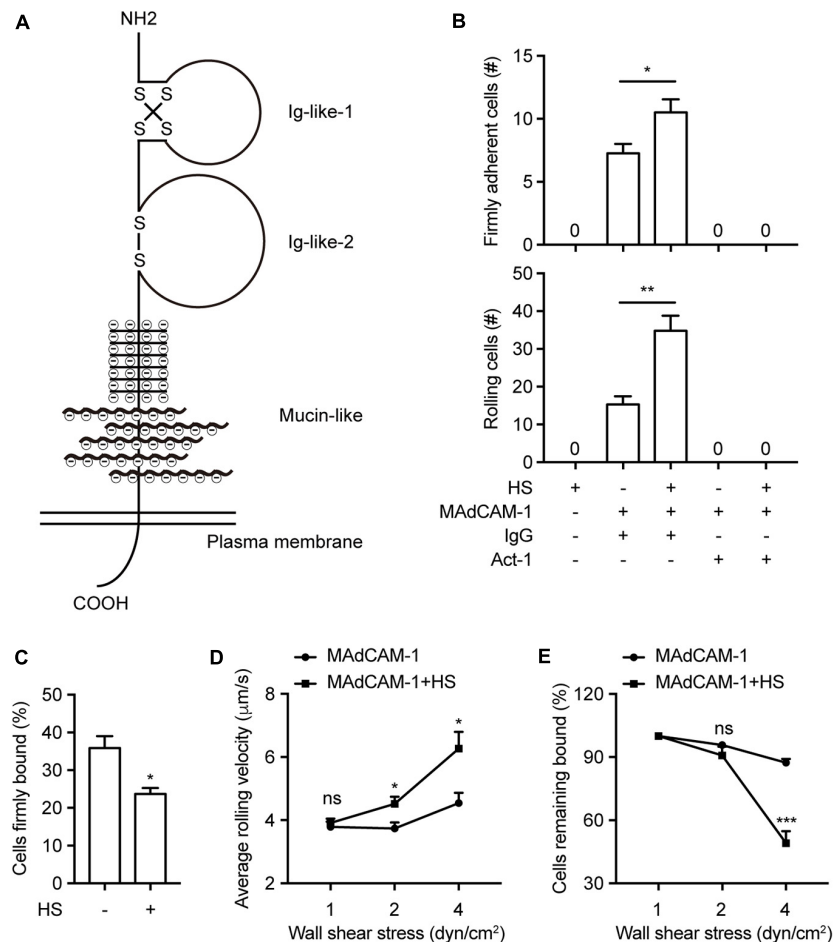 A
NH2
S S
S S
Ig-like-1
S
S
Ig-like-2
Mucin-like
Plasma membrane
COOH
B
Firmly adherent cells (#)
15
10
5
0
*
0 0 0
Rolling cells (#)
50
40
30
20
10
0
**
0 0 0
HS + - + - +
MAdCAM-1 - + + + +
IgG - + + - -
Act-1 - - - + +
C
Cells firmly bound (%)
50
40
30
20
10
0
*
HS - +
D
MAdCAM-1
MAdCAM-1+HS
Average rolling velocity (μm/s)
8
6
4
2
ns
*
*
1 2 4
Wall shear stress (dyn/cm²)
E
MAdCAM-1
MAdCAM-1+HS
Cells remaining bound (%)
120
90
60
30
ns
***
1 2 4
Wall shear stress (dyn/cm²)